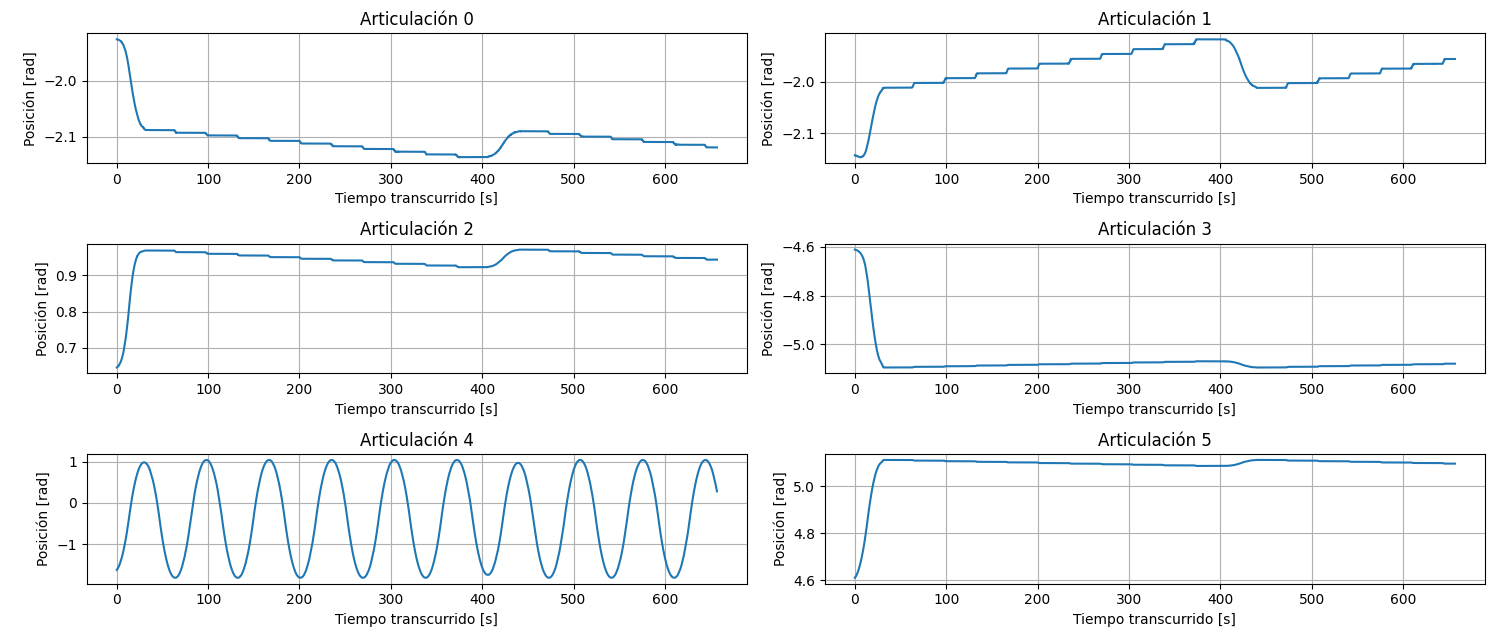 Articulación 0
Posición [rad]
−2.0
−2.1
0 100 200 300 400 500 600
Tiempo transcurrido [s]
Articulación 1
Posición [rad]
−2.0
−2.1
0 100 200 300 400 500 600
Tiempo transcurrido [s]
Articulación 2
Posición [rad]
0.9
0.8
0.7
0 100 200 300 400 500 600
Tiempo transcurrido [s]
Articulación 3
Posición [rad]
−4.6
−4.8
−5.0
0 100 200 300 400 500 600
Tiempo transcurrido [s]
Articulación 4
Posición [rad]
1
0
−1
0 100 200 300 400 500 600
Tiempo transcurrido [s]
Articulación 5
Posición [rad]
5.0
4.8
4.6
0 100 200 300 400 500 600
Tiempo transcurrido [s]